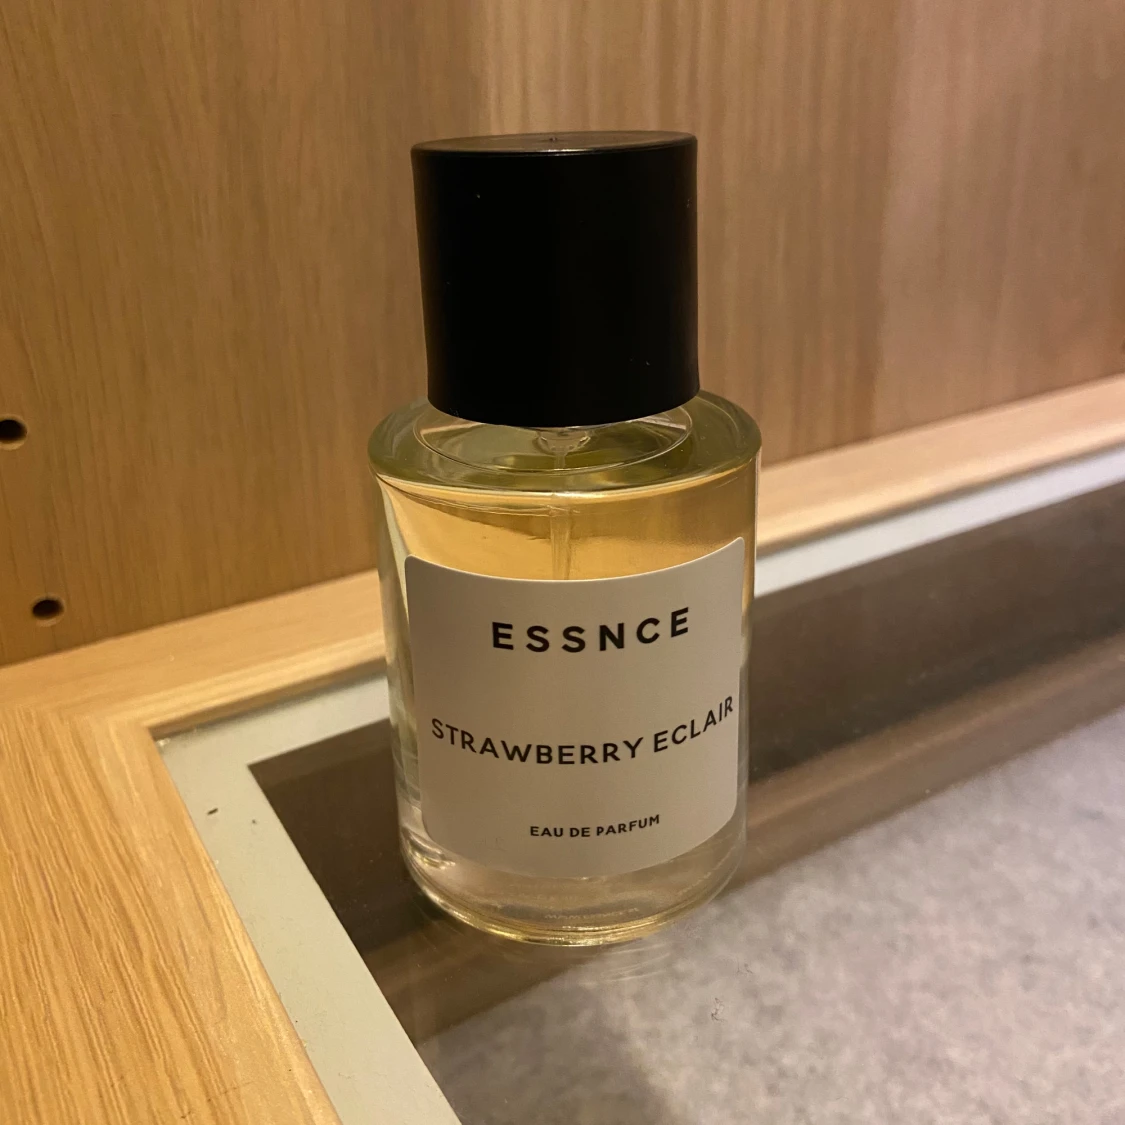 ESSNCE
STRAWBERRY ECLAIR
EAU DE PARFUM